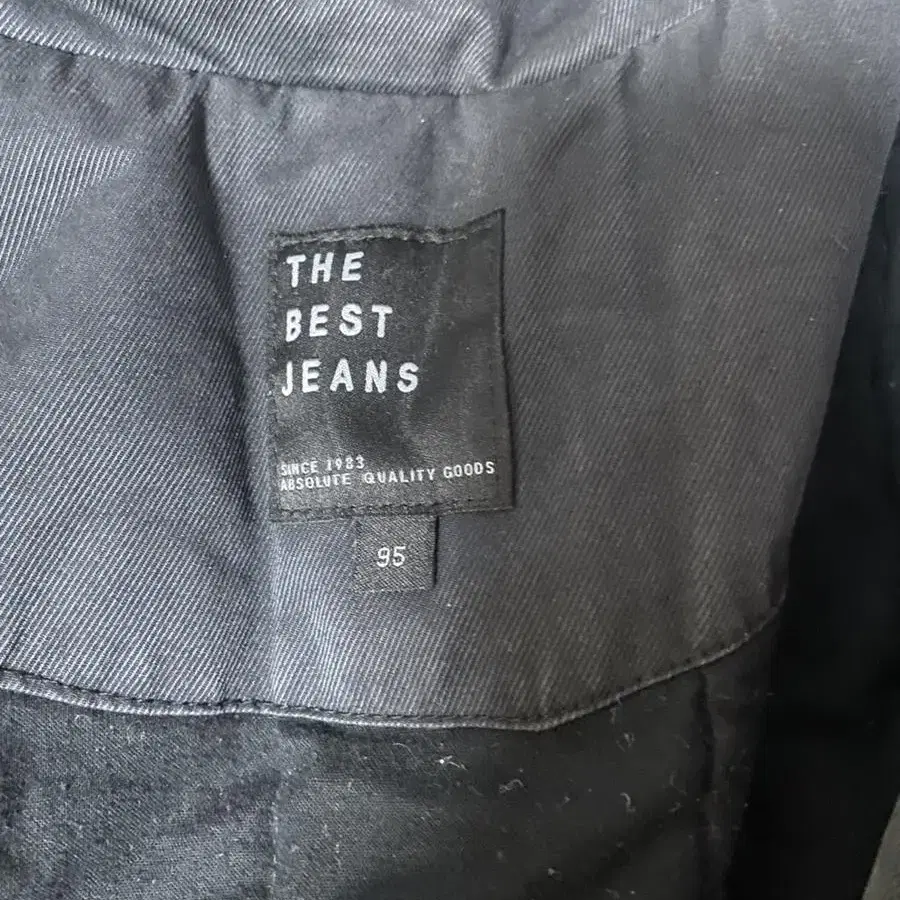 THE
BEST
JEANS
SINCE 1983
ABSOLUTE QUALITY GOODS
95